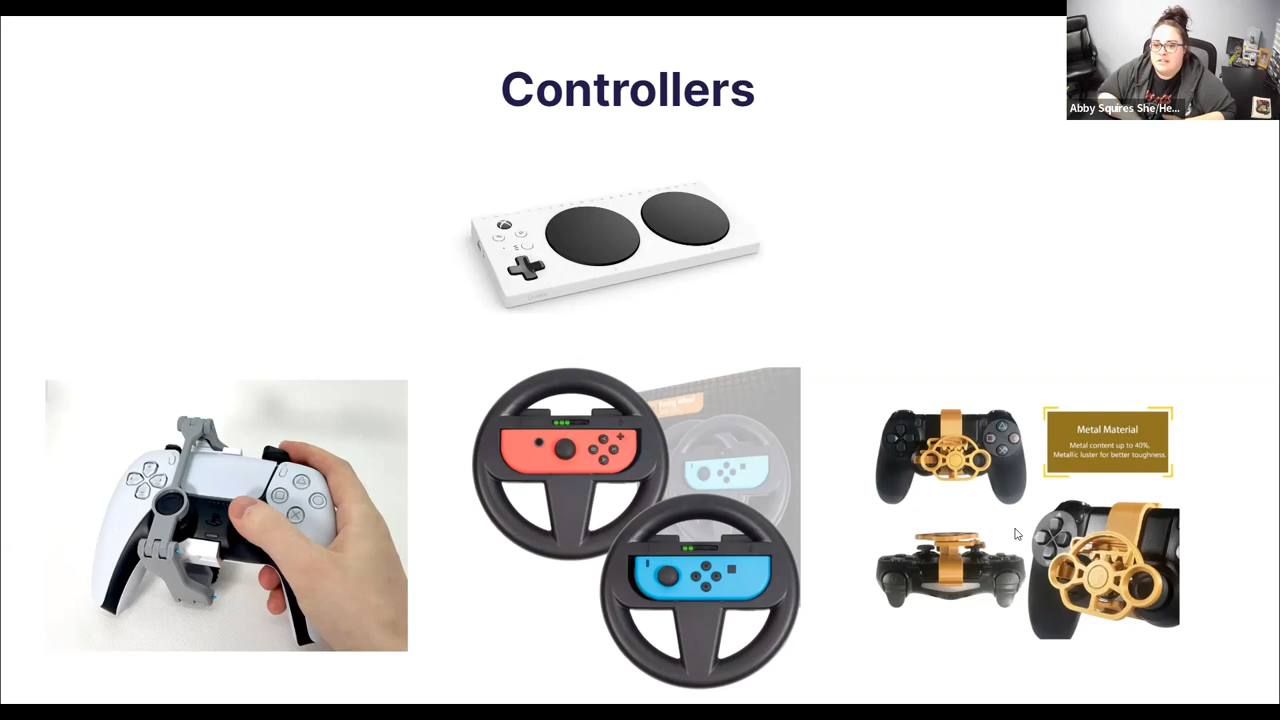 Controllers
Abby Squires She/He...
Metal Material
Metal content up to 40%,
Metallic luster for better toughness.